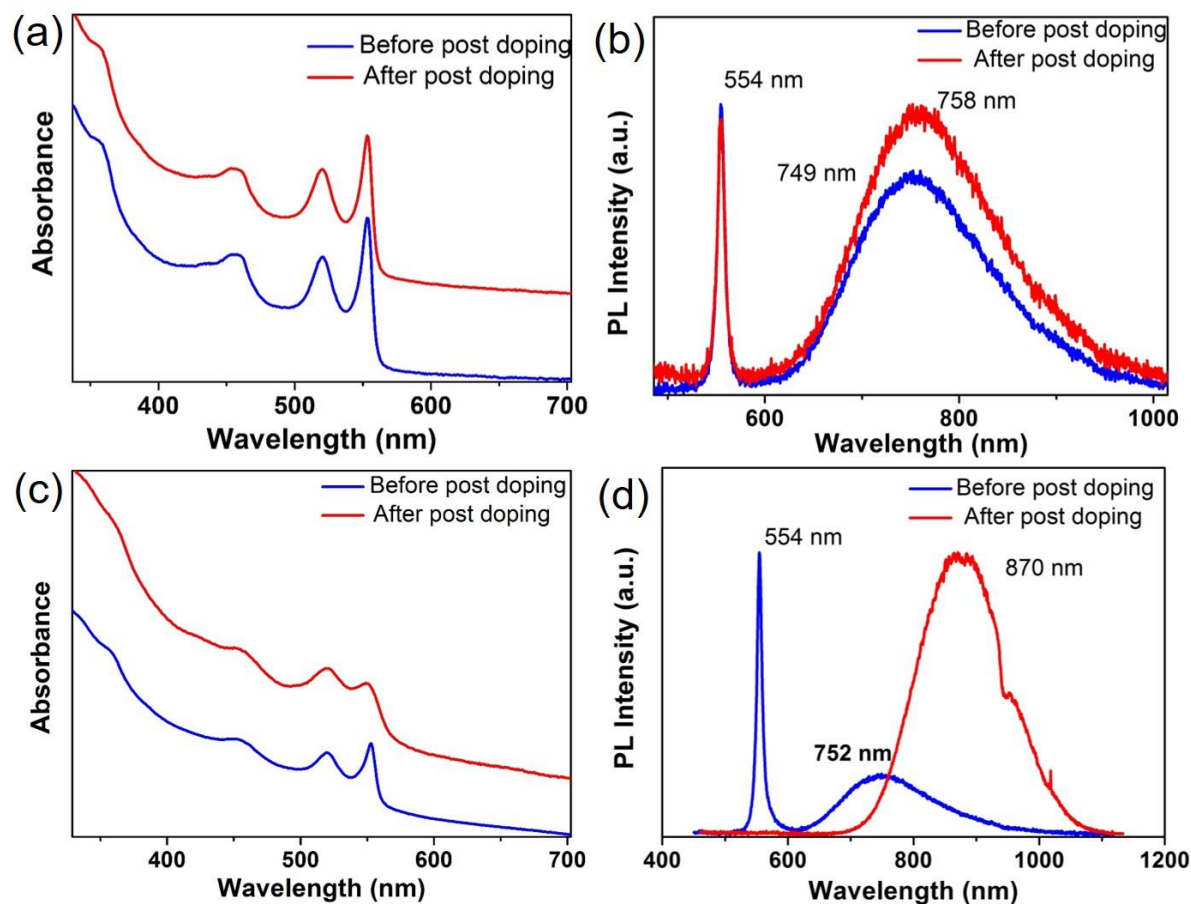 (a)
Before post doping
After post doping
Absorbance
400
500
600
700
Wavelength (nm)
(b)
Before post doping
After post doping
554 nm
758 nm
749 nm
PL Intensity (a.u.)
600
800
1000
Wavelength (nm)
(c)
Before post doping
After post doping
Absorbance
400
500
600
700
Wavelength (nm)
(d)
Before post doping
After post doping
554 nm
870 nm
752 nm
PL Intensity (a.u.)
400
600
800
1000
1200
Wavelength (nm)